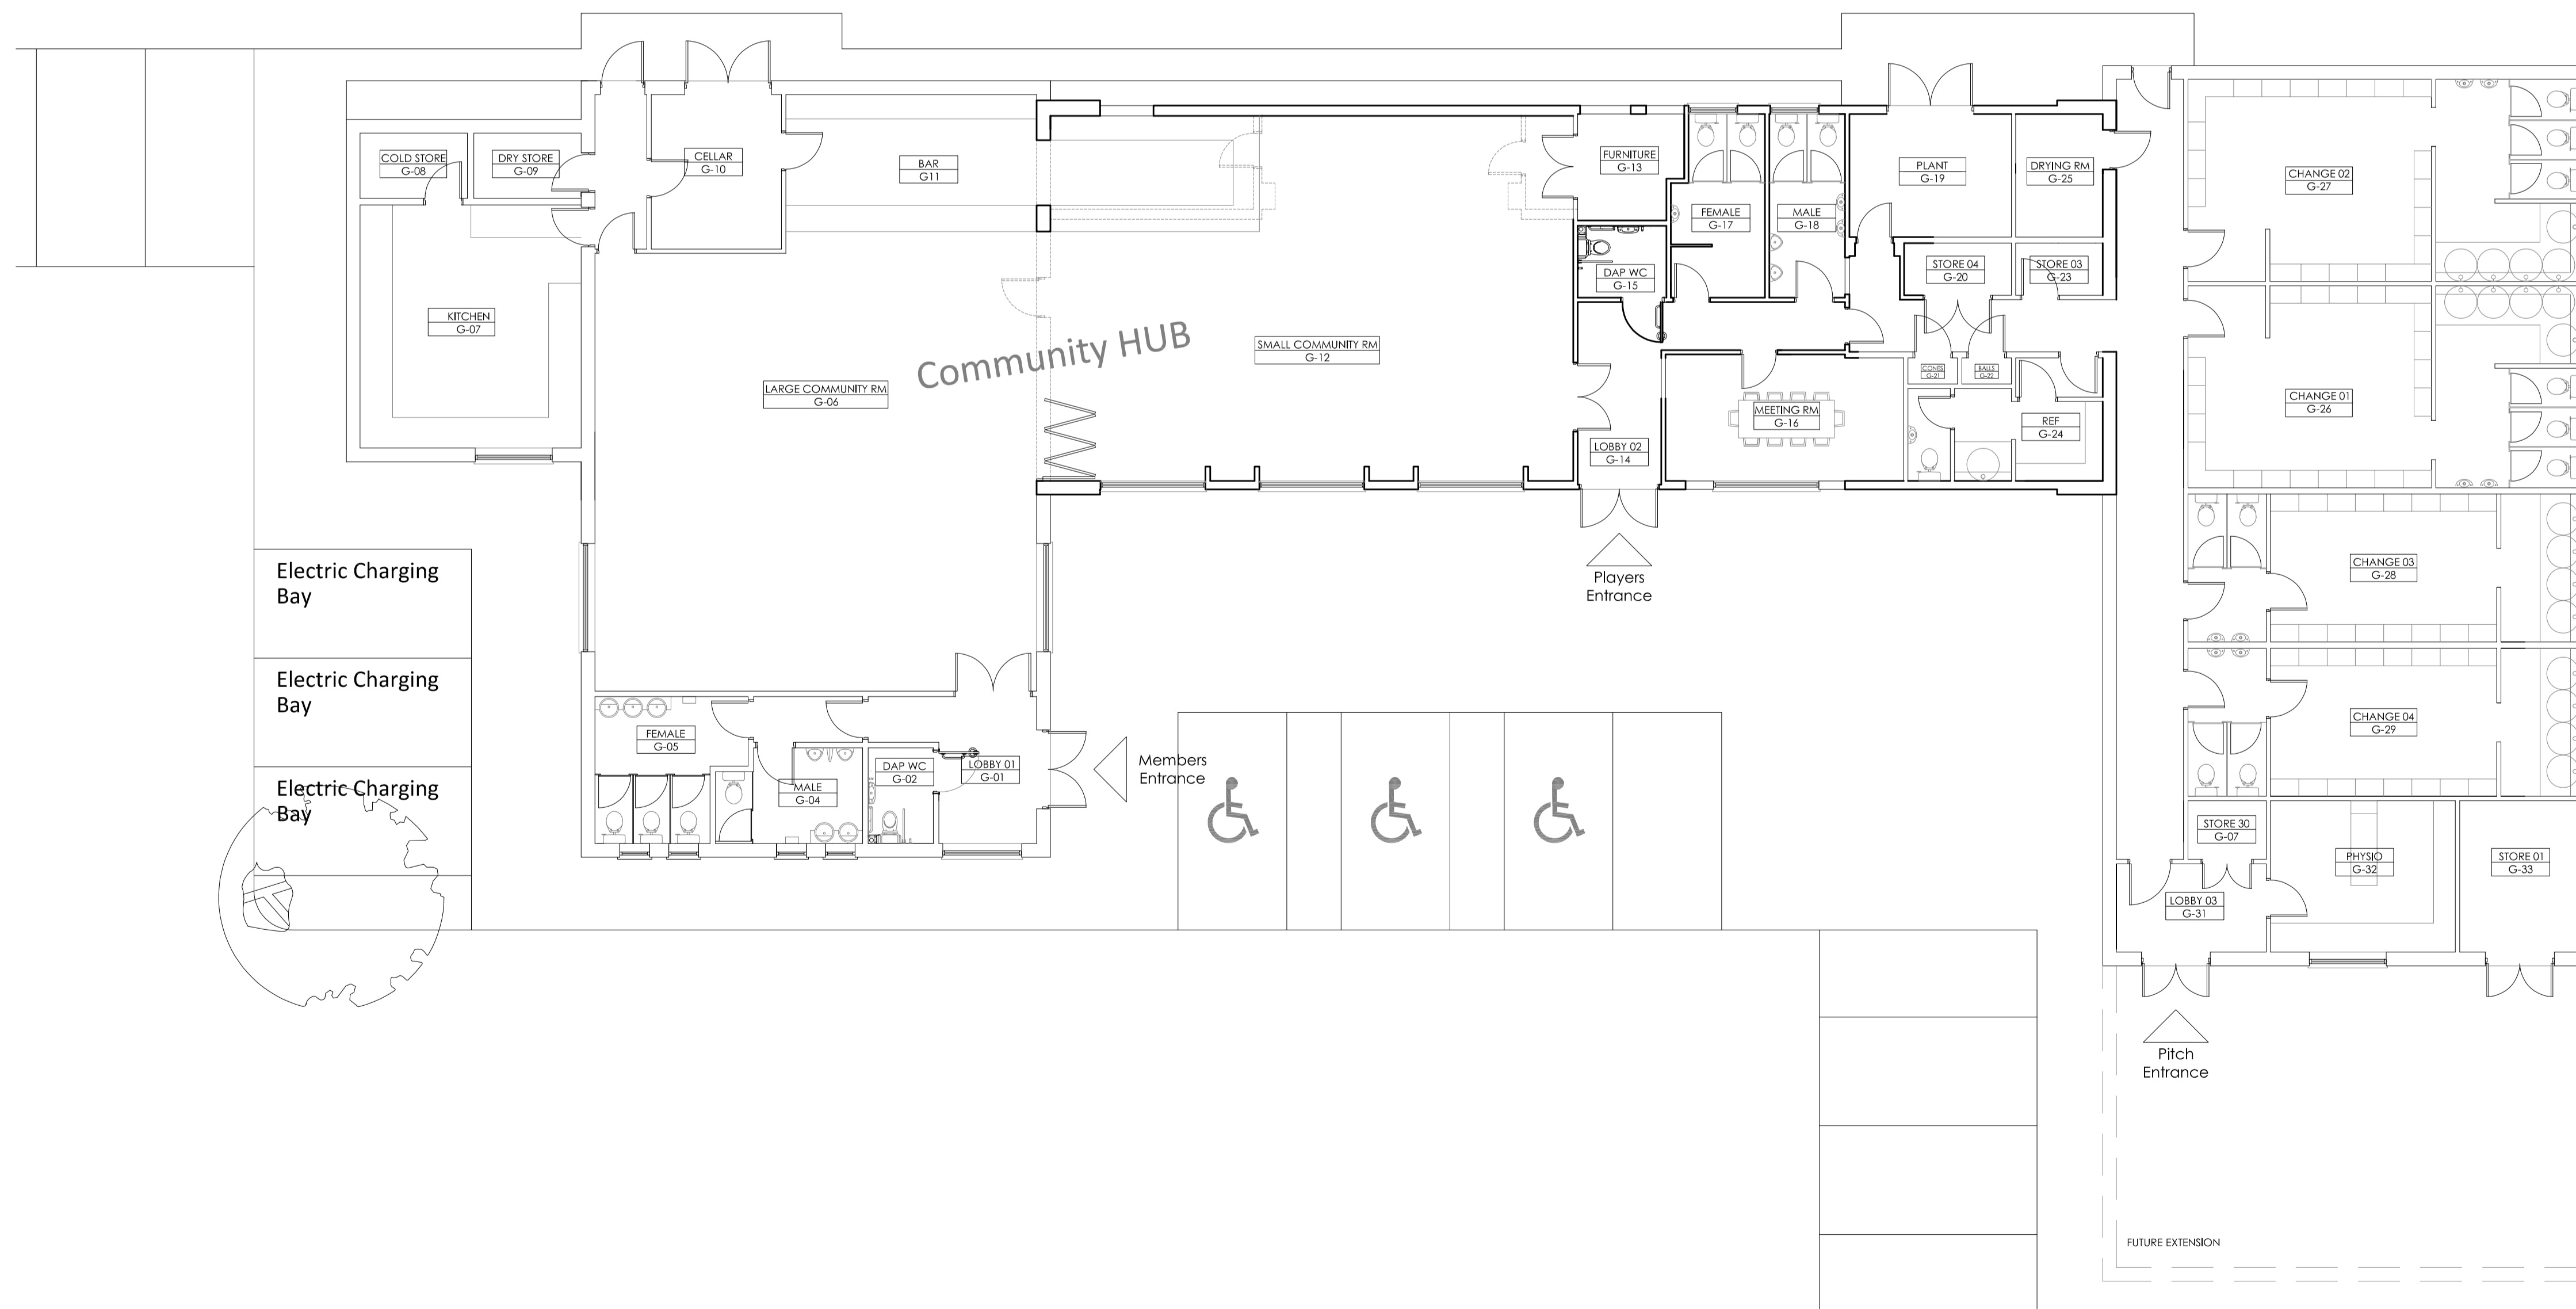 COLD STORE
G-08
DRY STORE
G-09
CELLAR
G-10
BAR
G11
FURNITURE
G-13
FEMALE
G-17
MALE
G-18
PLANT
G-19
DRYING RM
G-25
CHANGE 02
G-27
DAP WC
G-15
STORE 04
G-20
STORE 03
G-23
KITCHEN
G-07
Community HUB
SMALL COMMUNITY RM
G-12
LARGE COMMUNITY RM
G-06
CONES
G-21
BALLS
G-22
MEETING RM
G-16
REF
G-24
CHANGE 01
G-26
LOBBY 02
G-14
Players
Entrance
CHANGE 03
G-28
Electric Charging
Bay
Electric Charging
Bay
Electric Charging
Bay
FEMALE
G-05
MALE
G-04
DAP WC
G-02
LOBBY 01
G-01
Members
Entrance
CHANGE 04
G-29
STORE 30
G-07
PHYSIO
G-32
STORE 01
G-33
LOBBY 03
G-31
Pitch
Entrance
FUTURE EXTENSION